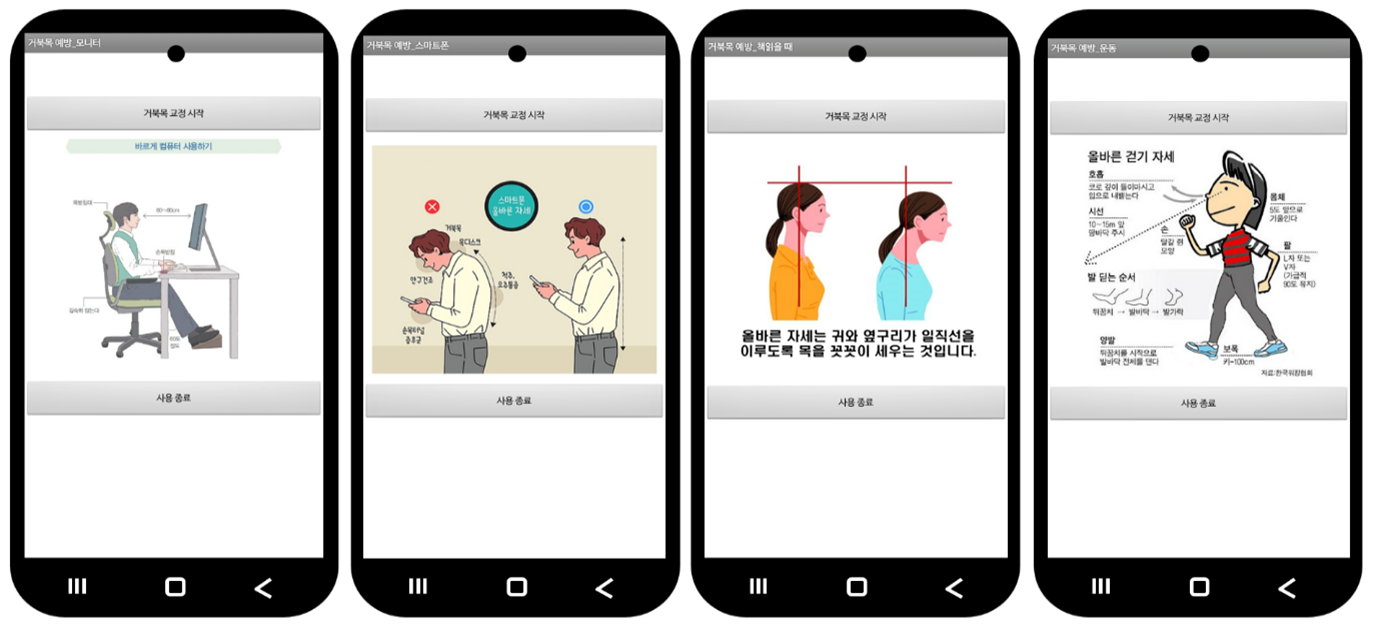 거북목 예방_모니터
거북목 교정 시작
바르게 컴퓨터 사용하기
목받침대
60~80cm
손목받침
깊숙히 앉는다
90도
정도
사용 종료
거북목 예방_스마트폰
거북목 교정 시작
스마트폰
올바른 자세
거북목
목디스크
안구건조
척추,
요추통증
손목터널
증후군
사용 종료
거북목 예방_책읽을 때
거북목 교정 시작
올바른 자세는 귀와 옆구리가 일직선을
이루도록 목을 꼿꼿이 세우는 것입니다.
사용 종료
거북목 예방_운동
거북목 교정 시작
올바른 걷기 자세
호흡
코로 깊이 들이마시고
입으로 내뱉는다
시선
10~15m 앞
땅바닥 주시
손
달걀 쥔
모양
몸체
5도 앞으로
기울인다
팔
L자 또는
V자
(가급적
90도 유지)
발 딛는 순서
뒤꿈치 → 발바닥 → 발가락
양발
뒤꿈치를 시작으로
발바닥 전체를 댄다
보폭
키-100cm
자료:한국워킹협회
사용 종료